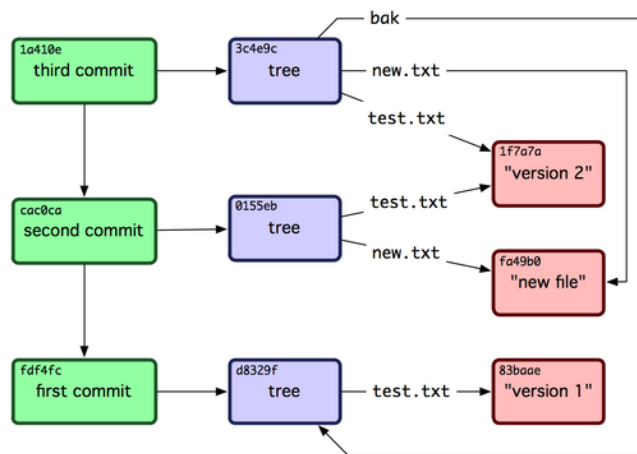 bak
1a410e
third commit
3c4e9c
tree
new.txt
test.txt
1f7a7a
"version 2"
cac0ca
second commit
0155eb
tree
test.txt
new.txt
fa49b0
"new file"
fdf4fc
first commit
d8329f
tree
test.txt
83baae
"version 1"